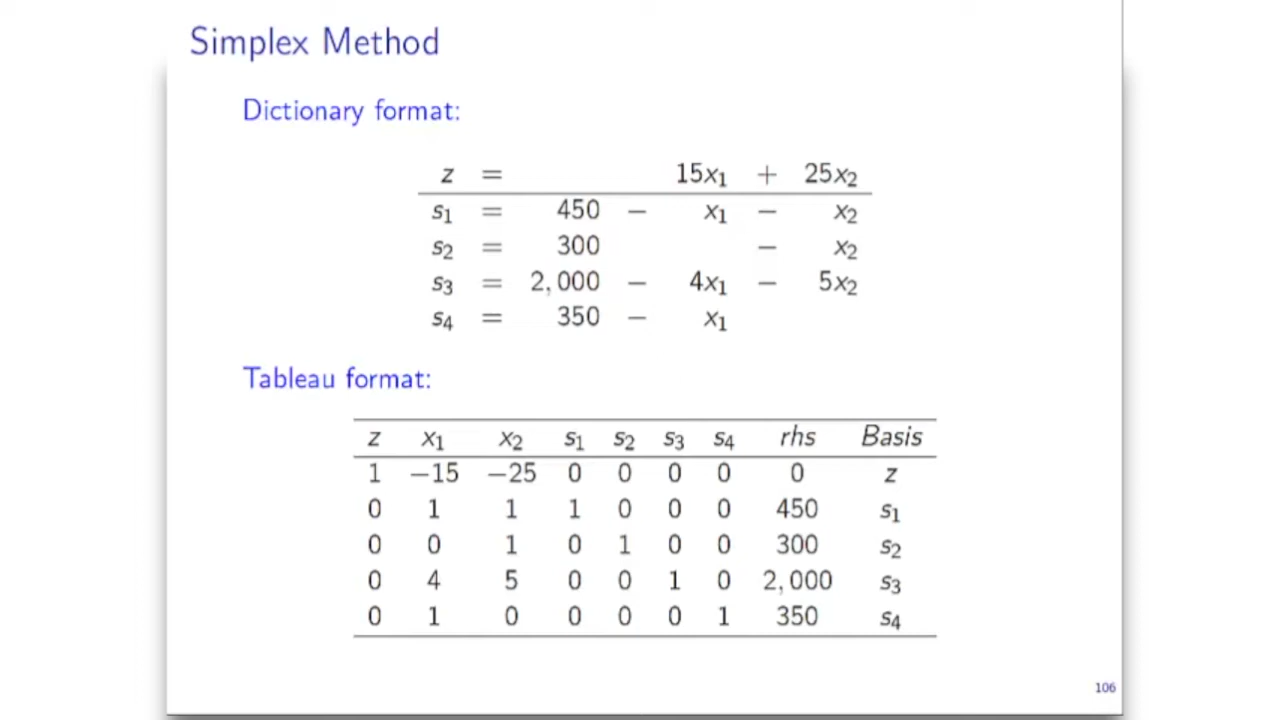 Simplex Method
Dictionary format:
z = 15x₁ + 25x₂
s₁ = 450 − x₁ − x₂
s₂ = 300 − x₂
s₃ = 2,000 − 4x₁ − 5x₂
s₄ = 350 − x₁
Tableau format:
z x₁ x₂ s₁ s₂ s₃ s₄ rhs Basis
1 −15 −25 0 0 0 0 0 z
0 1 1 1 0 0 0 450 s₁
0 0 1 0 1 0 0 300 s₂
0 4 5 0 0 1 0 2,000 s₃
0 1 0 0 0 0 1 350 s₄
106